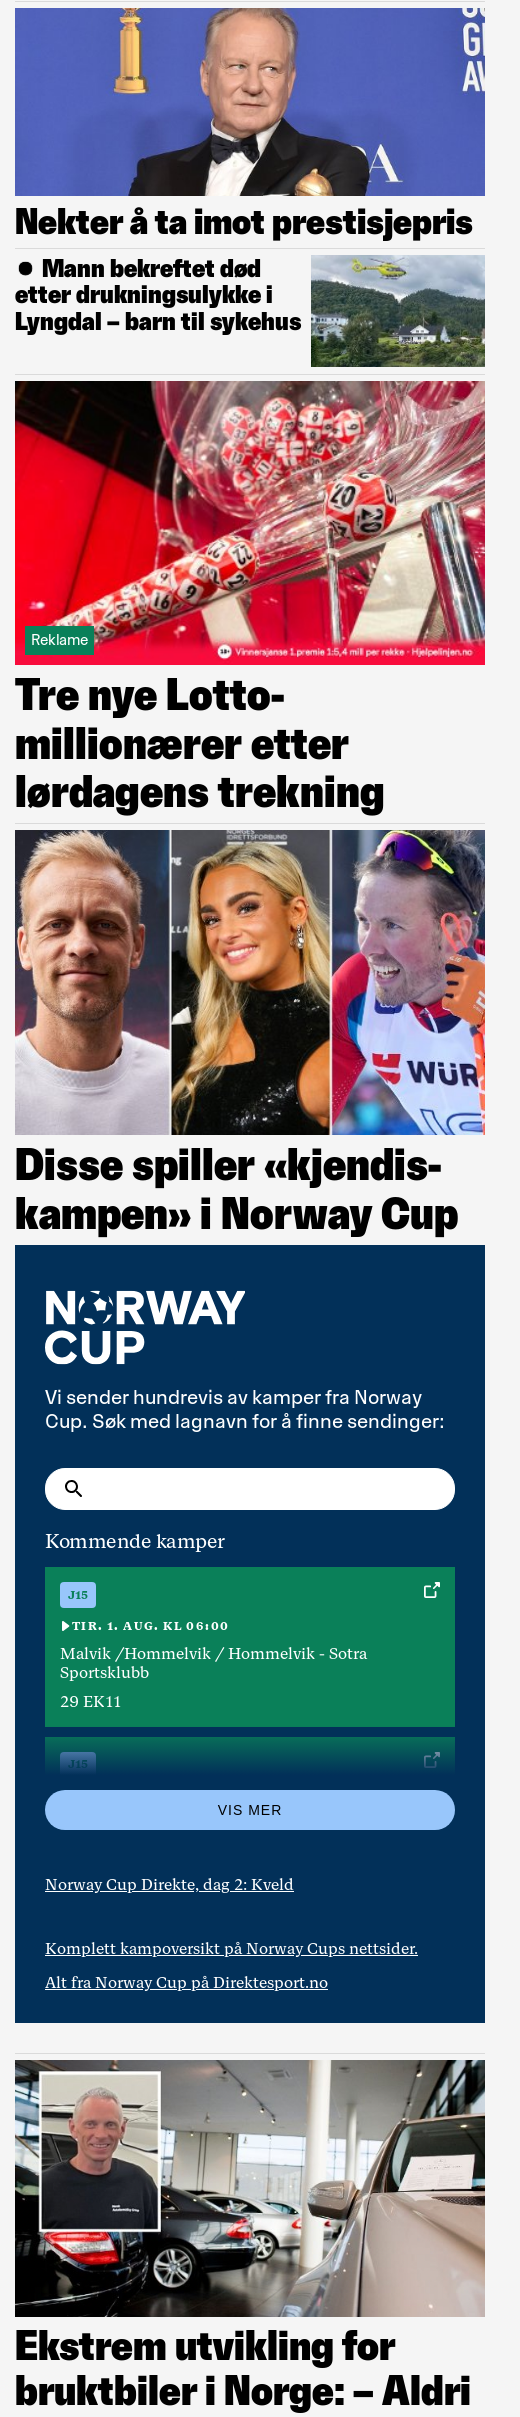 Nekter å ta imot prestisjepris
● Mann bekreftet død
etter drukningsulykke i
Lyngdal – barn til sykehus
Reklame
18+ Vinnersjanse 1.premie 1:5,4 mill per rekke - Hjelpelinjen.no
Tre nye Lotto-
millionærer etter
lørdagens trekning
NORGES
IDRETTSFORBUND
WÜR
Disse spiller «kjendis-
kampen» i Norway Cup
NORWAY
CUP
Vi sender hundrevis av kamper fra Norway
Cup. Søk med lagnavn for å finne sendinger:
Kommende kamper
J15
TIR. 1. AUG. KL 06:00
Malvik /Hommelvik / Hommelvik - Sotra
Sportsklubb
29 EK11
J15
VIS MER
Norway Cup Direkte, dag 2: Kveld
Komplett kampoversikt på Norway Cups nettsider.
Alt fra Norway Cup på Direktesport.no
Ekstrem utvikling for
bruktbiler i Norge: – Aldri